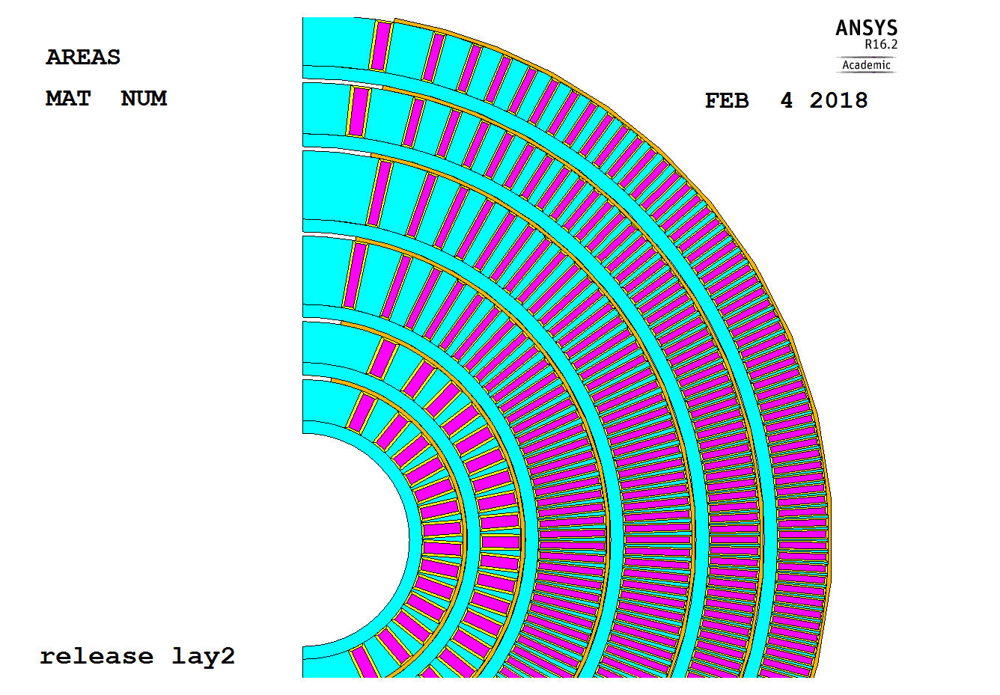 ANSYS
R16.2
Academic
AREAS
MAT NUM
FEB 4 2018
release lay2